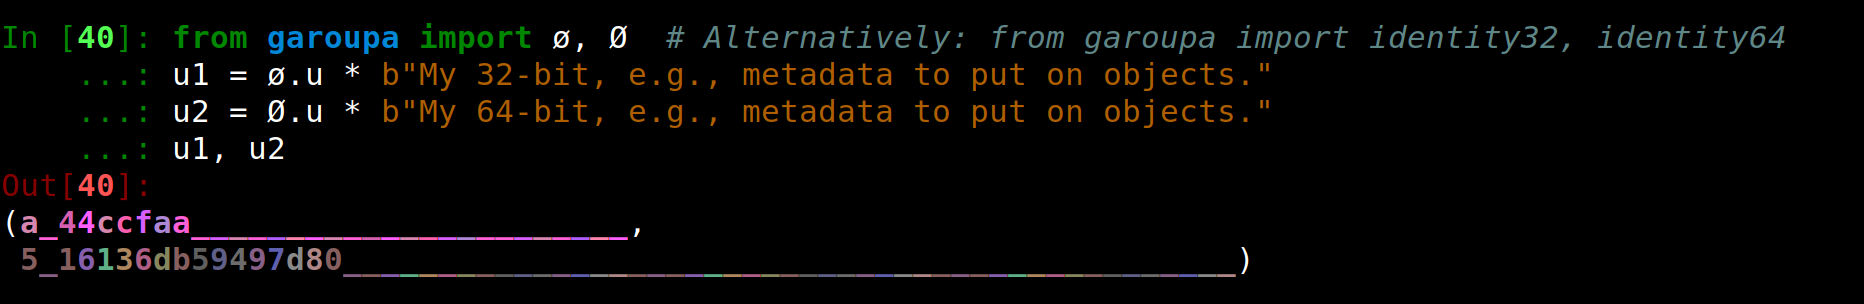 In [40]: from garoupa import ø, Ø  # Alternatively: from garoupa import identity32, identity64
    ...: u1 = ø.u * b"My 32-bit, e.g., metadata to put on objects."
    ...: u2 = Ø.u * b"My 64-bit, e.g., metadata to put on objects."
    ...: u1, u2
Out[40]:
(a_44ccfaa_______________________,
 5_16136db59497d80_______________________________________________)